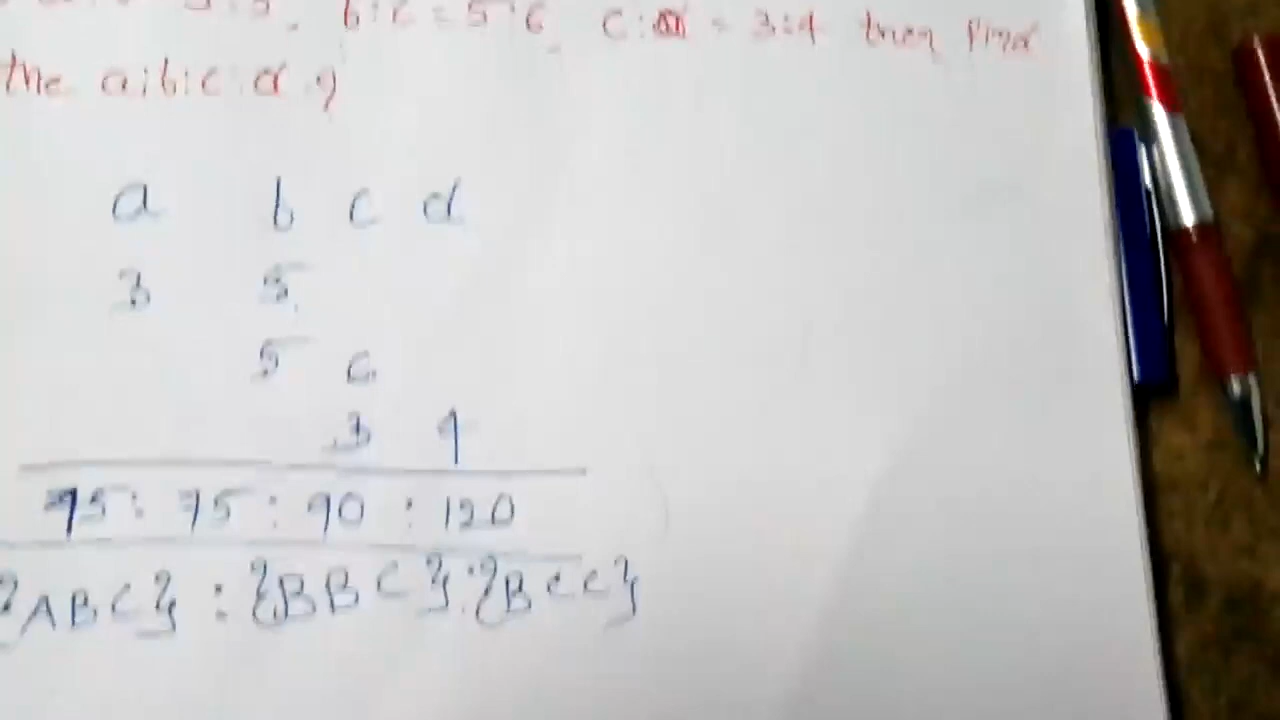 b:c = 5:6, c: = 3:4 then find
the a:b:c:d ?
a b c d
3 5
5 6
3 4
75 : 75 : 90 : 120
{ABC} : {BBC} : {BCC}